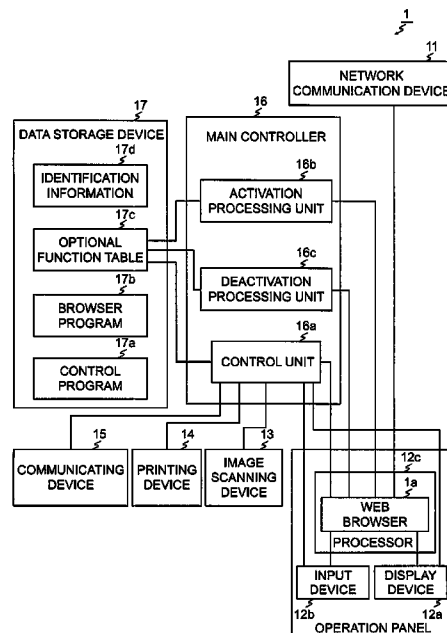 1
11
NETWORK
COMMUNICATION DEVICE
17
DATA STORAGE DEVICE
17d
IDENTIFICATION
INFORMATION
17c
OPTIONAL
FUNCTION TABLE
17b
BROWSER
PROGRAM
17a
CONTROL
PROGRAM
16
MAIN CONTROLLER
16b
ACTIVATION
PROCESSING UNIT
16c
DEACTIVATION
PROCESSING UNIT
16a
CONTROL UNIT
15
COMMUNICATING
DEVICE
14
PRINTING
DEVICE
13
IMAGE
SCANNING
DEVICE
12c
1a
WEB
BROWSER
PROCESSOR
INPUT
DEVICE
12b
DISPLAY
DEVICE
12a
OPERATION PANEL